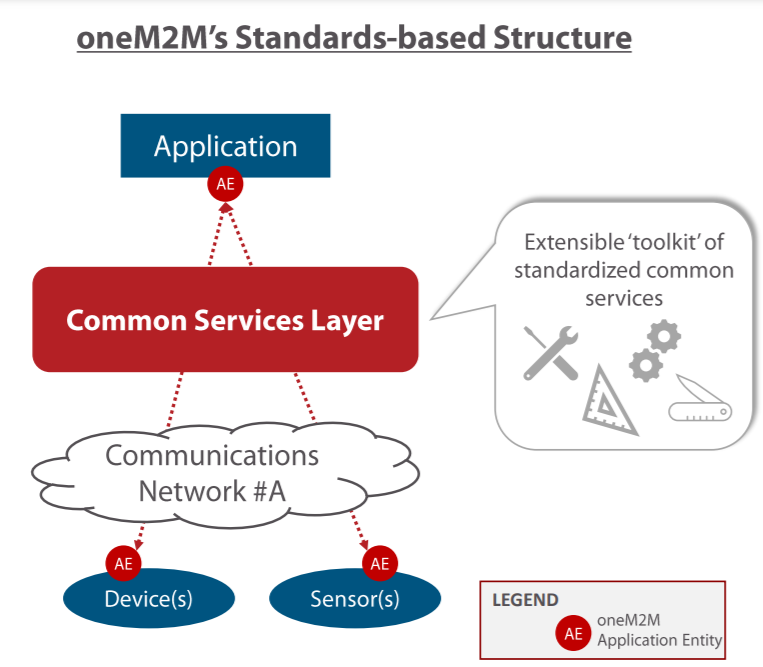 oneM2M’s Standards-based Structure
Application
AE
Extensible ‘toolkit’ of
standardized common
services
Common Services Layer
Communications
Network #A
AE
AE
Device(s)
Sensor(s)
LEGEND
AE
oneM2M
Application Entity